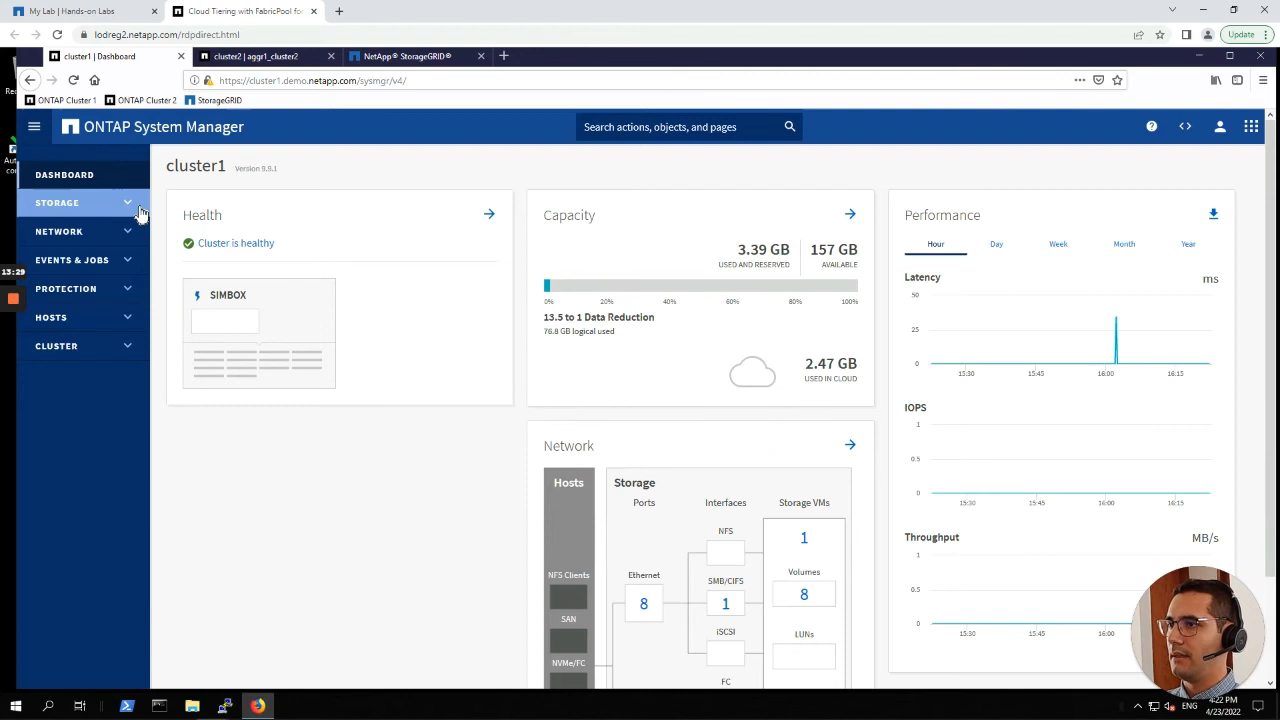 My Lab | Hands-on Labs
Cloud Tiering with FabricPool for
lodreg2.netapp.com/rdpdirect.html
Update
cluster1 | Dashboard
cluster2 | aggr1_cluster2
NetApp® StorageGRID®
https://cluster1.demo.netapp.com/sysmgr/v4/
ONTAP Cluster 1
ONTAP Cluster 2
StorageGRID
ONTAP System Manager
Search actions, objects, and pages
DASHBOARD
STORAGE
NETWORK
EVENTS & JOBS
PROTECTION
HOSTS
CLUSTER
cluster1 Version 9.9.1
Health
Cluster is healthy
SIMBOX
Capacity
3.39 GB
USED AND RESERVED
157 GB
AVAILABLE
0% 20% 40% 60% 80% 100%
13.5 to 1 Data Reduction
76.8 GB logical used
2.47 GB
USED IN CLOUD
Network
Hosts
NFS Clients
SAN
NVMe/FC
Storage
Ports
Interfaces
Storage VMs
NFS
1
Ethernet
8
SMB/CIFS
1
Volumes
8
iSCSI
LUNs
FC
Performance
Hour
Day
Week
Month
Year
Latency
ms
50
25
0
15:30 15:45 16:00 16:15
IOPS
1
0.5
0
15:30 15:45 16:00 16:15
Throughput
MB/s
1
0.5
0
15:30 15:45 16:00
ENG
4:22 PM
4/23/2022